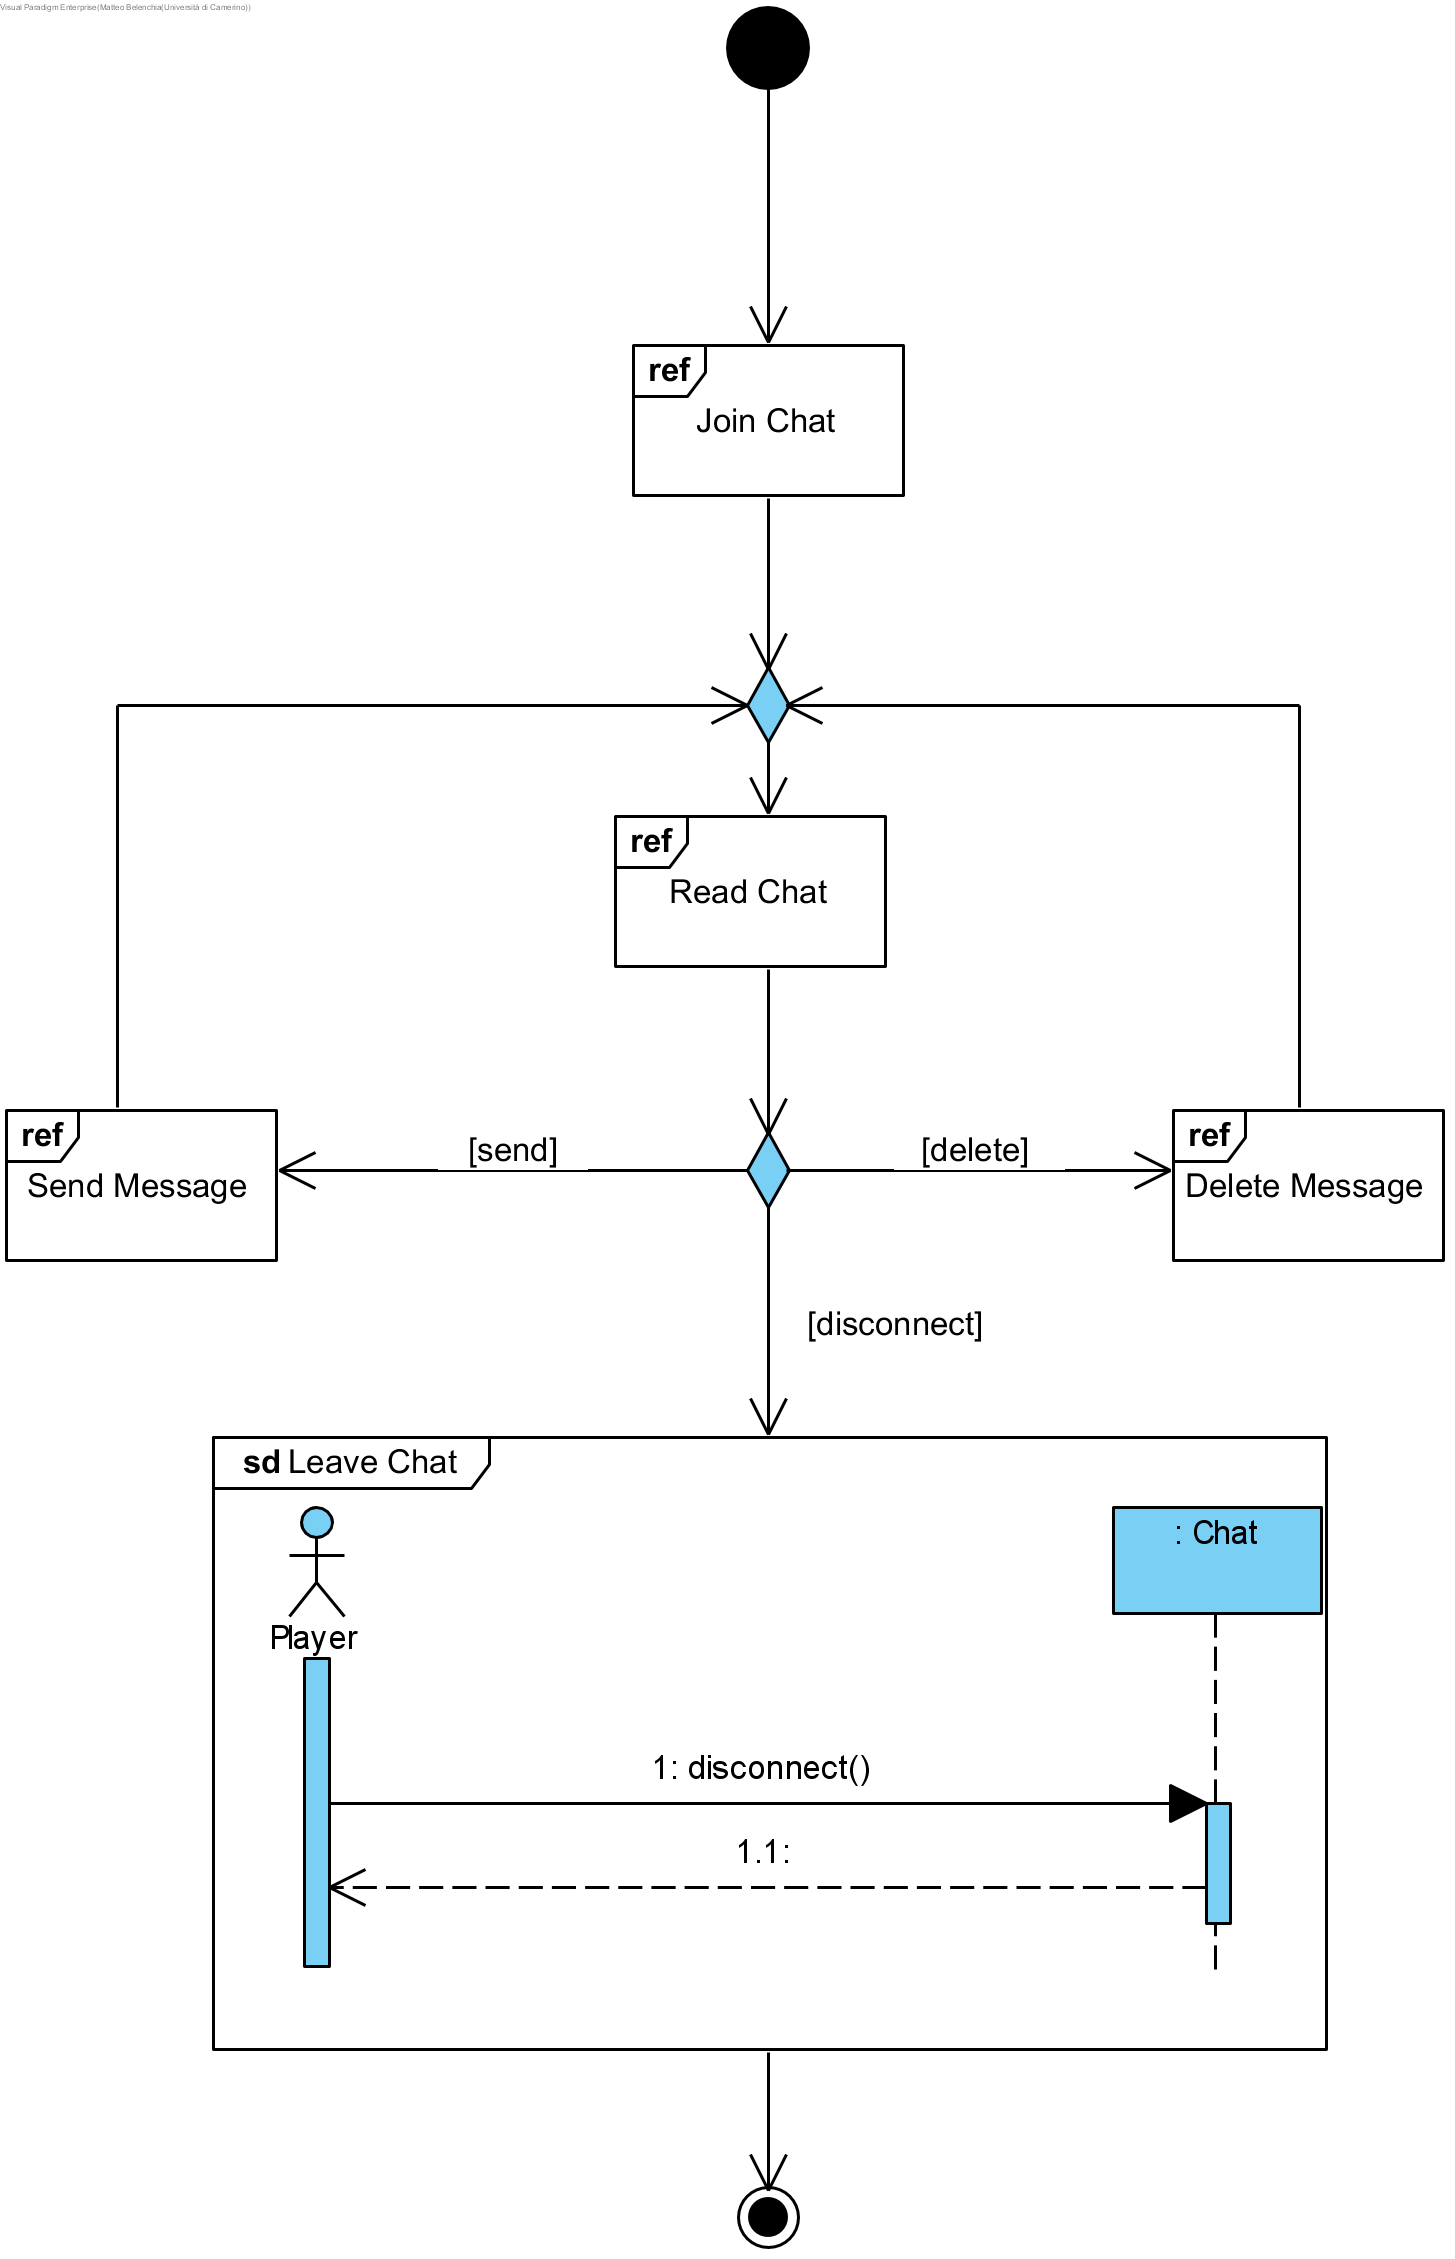 Visual Paradigm Enterprise(Matteo Belenchia(Università di Camerino))
ref
Join Chat
ref
Read Chat
ref
Send Message
[send]
[delete]
ref
Delete Message
[disconnect]
sd Leave Chat
: Chat
Player
1: disconnect()
1.1: